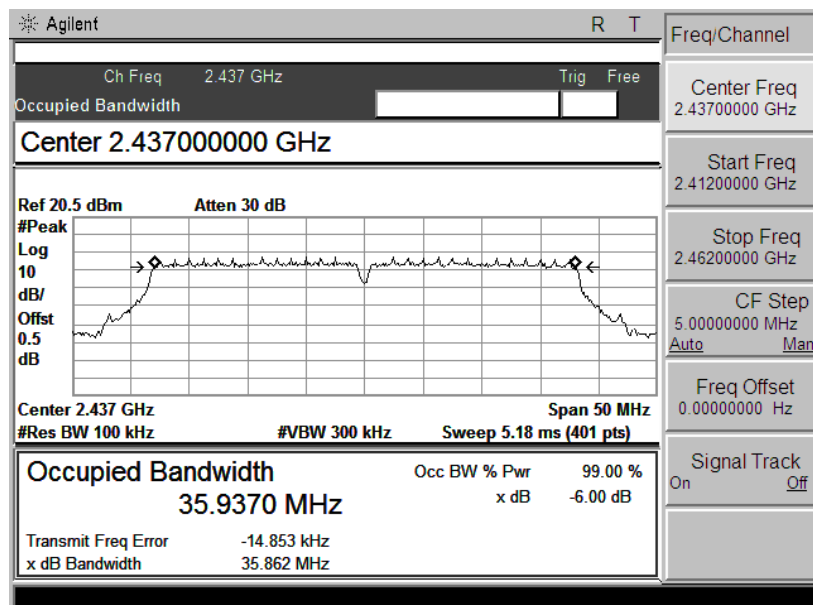 Agilent R T
Ch Freq 2.437 GHz Trig Free
Occupied Bandwidth
Center 2.437000000 GHz
Ref 20.5 dBm Atten 30 dB
#Peak
Log
10
dB/
Offst
0.5
dB
Center 2.437 GHz Span 50 MHz
#Res BW 100 kHz #VBW 300 kHz Sweep 5.18 ms (401 pts)
Occupied Bandwidth Occ BW % Pwr 99.00 %
35.9370 MHz x dB -6.00 dB
Transmit Freq Error -14.853 kHz
x dB Bandwidth 35.862 MHz
Freq/Channel
Center Freq
2.43700000 GHz
Start Freq
2.41200000 GHz
Stop Freq
2.46200000 GHz
CF Step
5.00000000 MHz
Auto Man
Freq Offset
0.00000000 Hz
Signal Track
On Off